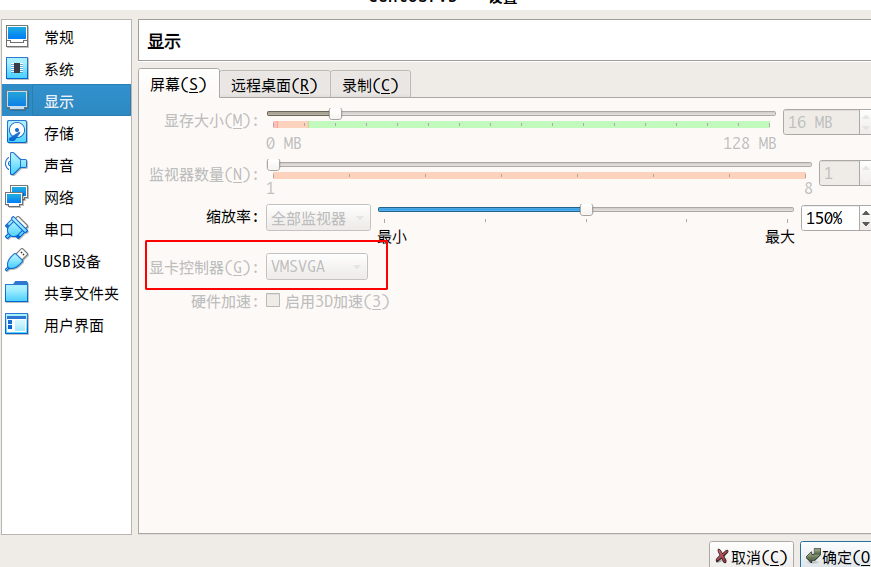 常规
系统
显示
存储
声音
网络
串口
USB设备
共享文件夹
用户界面
显示
屏幕(S) 远程桌面(R) 录制(C)
显存大小(M): 16 MB
0 MB 128 MB
监视器数量(N): 1
1 8
缩放率: 全部监视器 150%
最小 最大
显卡控制器(G): VMSVGA
硬件加速: 启用3D加速(3)
取消(C) 确定(O